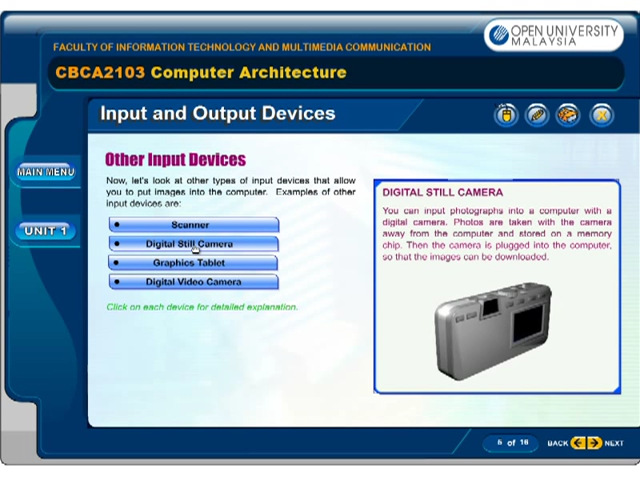 OPEN UNIVERSITY
MALAYSIA
FACULTY OF INFORMATION TECHNOLOGY AND MULTIMEDIA COMMUNICATION
CBCA2103 Computer Architecture
Input and Output Devices
MAIN MENU
UNIT 1
Other Input Devices
Now, let's look at other types of input devices that allow
you to put images into the computer. Examples of other
input devices are:
Scanner
Digital Still Camera
Graphics Tablet
Digital Video Camera
Click on each device for detailed explanation.
DIGITAL STILL CAMERA
You can input photographs into a computer with a
digital camera. Photos are taken with the camera
away from the computer and stored on a memory
chip. Then the camera is plugged into the computer,
so that the images can be downloaded.
of 16
BACK NEXT